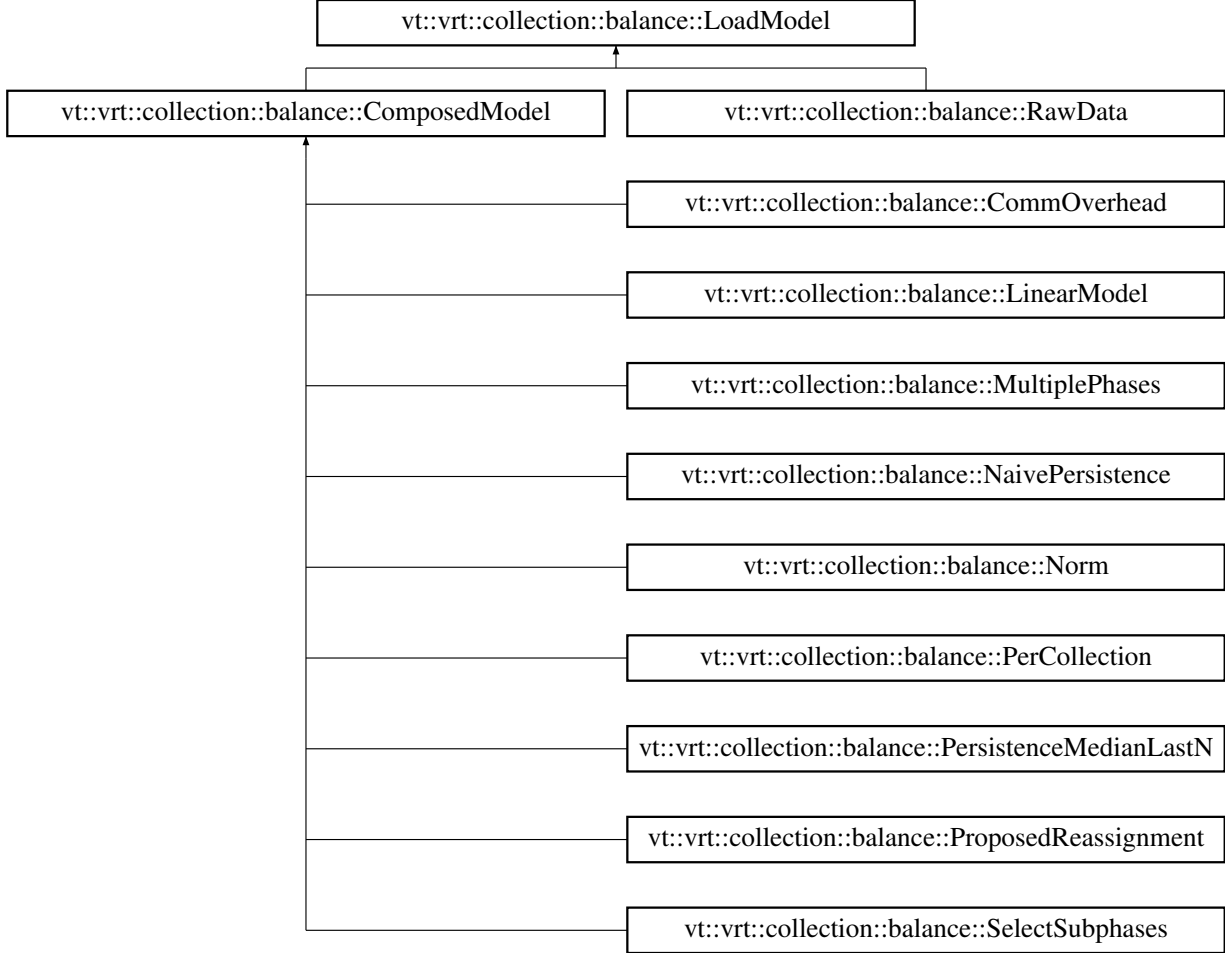 vt::vrt::collection::balance::LoadModel
vt::vrt::collection::balance::ComposedModel
vt::vrt::collection::balance::RawData
vt::vrt::collection::balance::CommOverhead
vt::vrt::collection::balance::LinearModel
vt::vrt::collection::balance::MultiplePhases
vt::vrt::collection::balance::NaivePersistence
vt::vrt::collection::balance::Norm
vt::vrt::collection::balance::PerCollection
vt::vrt::collection::balance::PersistenceMedianLastN
vt::vrt::collection::balance::ProposedReassignment
vt::vrt::collection::balance::SelectSubphases